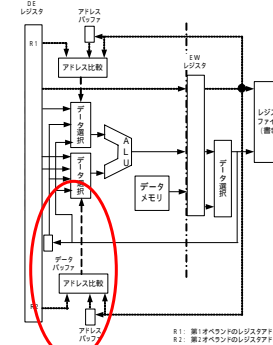 DE
レジスタ
アドレス
バッファ
R1
アドレス比較
EW
レジスタ
データ
選択
A
L
U
データ
選択
データ
メモリ
データ
選択
データ
バッファ
アドレス比較
R2
アドレス
バッファ
R1: 第1オペランドのレジスタアド
R2: 第2オペランドのレジスタアド